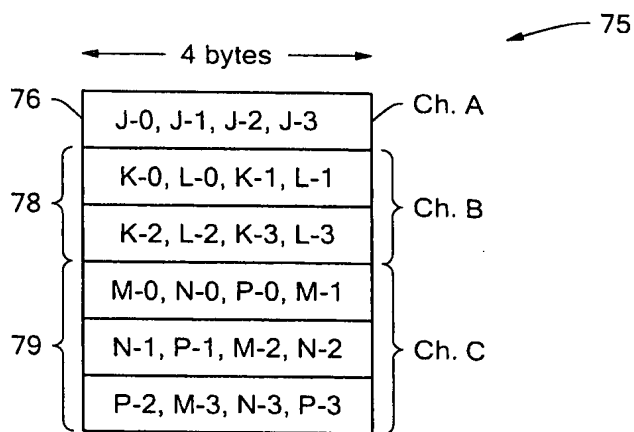 75
4 bytes
76 J-0, J-1, J-2, J-3 Ch. A
K-0, L-0, K-1, L-1
78 Ch. B
K-2, L-2, K-3, L-3
M-0, N-0, P-0, M-1
79 N-1, P-1, M-2, N-2 Ch. C
P-2, M-3, N-3, P-3